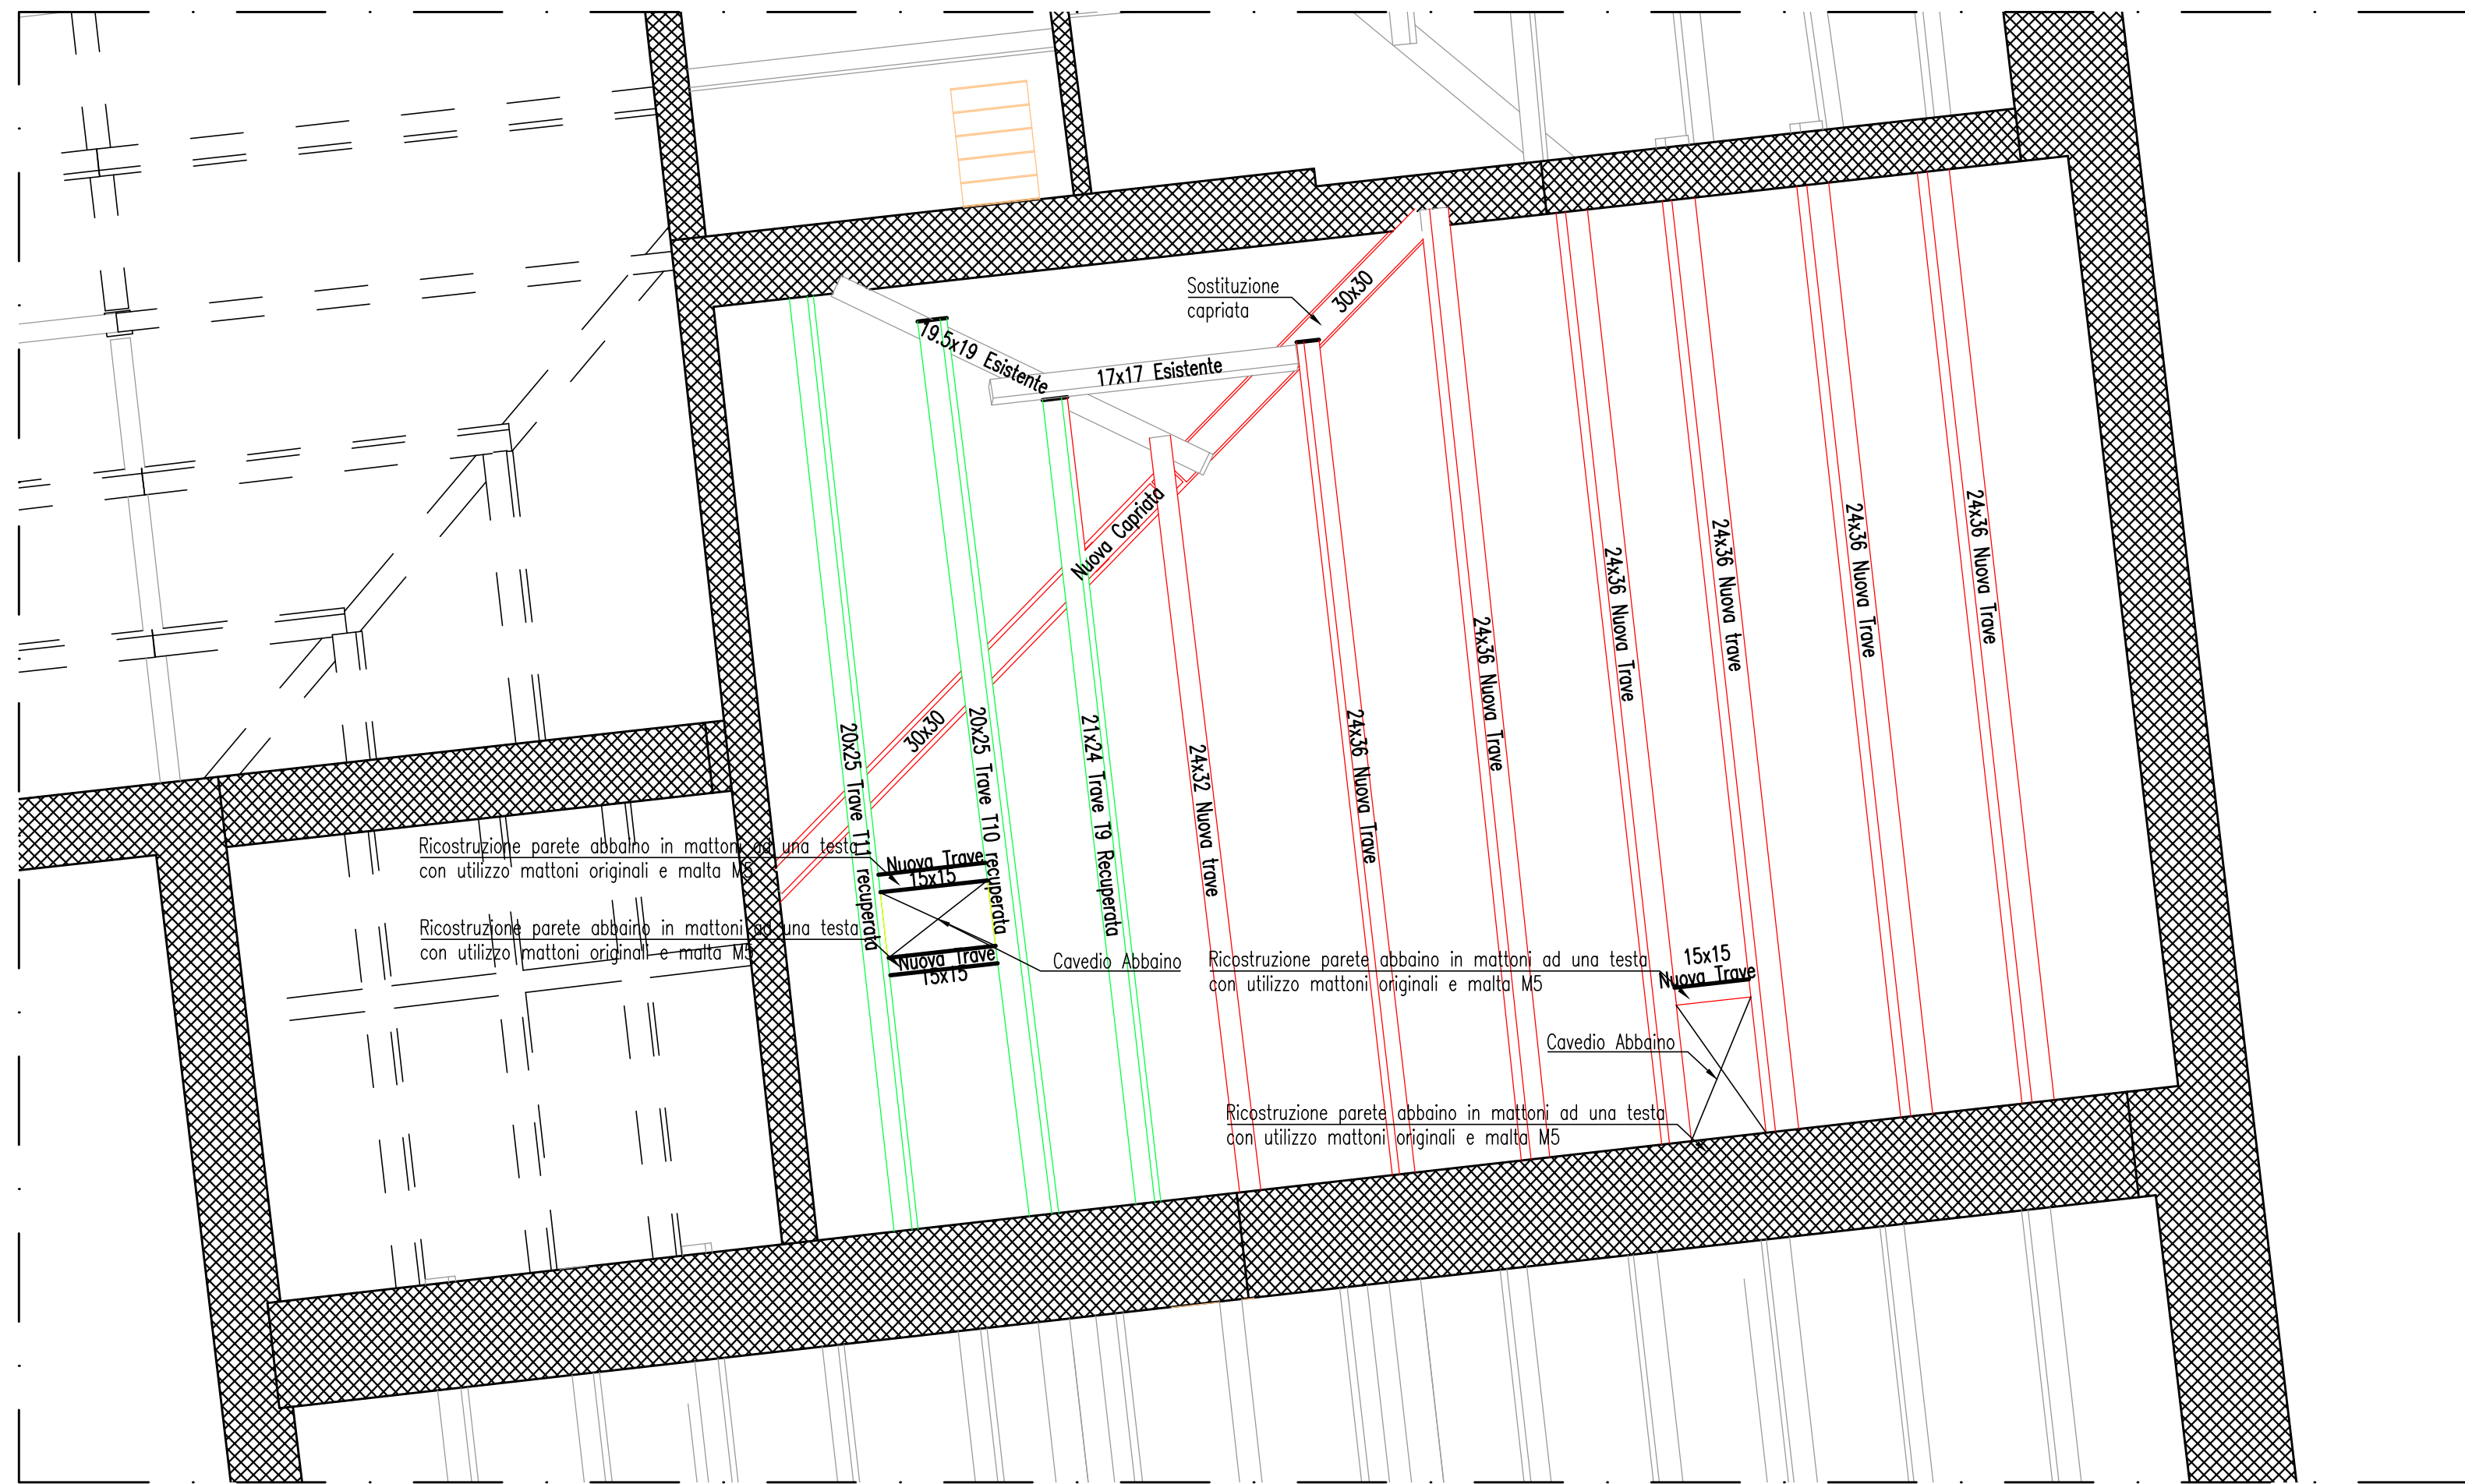 Sostituzione
capriata
30x30
19.5x19 Esistente
17x17 Esistente
Nuova Capriata
30x30
20x25 Trave T11 recuperata
20x25 Trave T10 recuperata
21x24 Trave T9 Recuperata
24x32 Nuova trave
24x36 Nuova Trave
24x36 Nuova Trave
24x36 Nuova Trave
24x36 Nuova trave
24x36 Nuova Trave
24x36 Nuova Trave
Ricostruzione parete abbaino in mattoni ad una testa
con utilizzo mattoni originali e malta M5
Nuova Trave
15x15
Ricostruzione parete abbaino in mattoni ad una testa
con utilizzo mattoni originali e malta M5
Nuova Trave
15x15
Cavedio Abbaino
Ricostruzione parete abbaino in mattoni ad una testa
con utilizzo mattoni originali e malta M5
15x15
Nuova Trave
Cavedio Abbaino
Ricostruzione parete abbaino in mattoni ad una testa
con utilizzo mattoni originali e malta M5